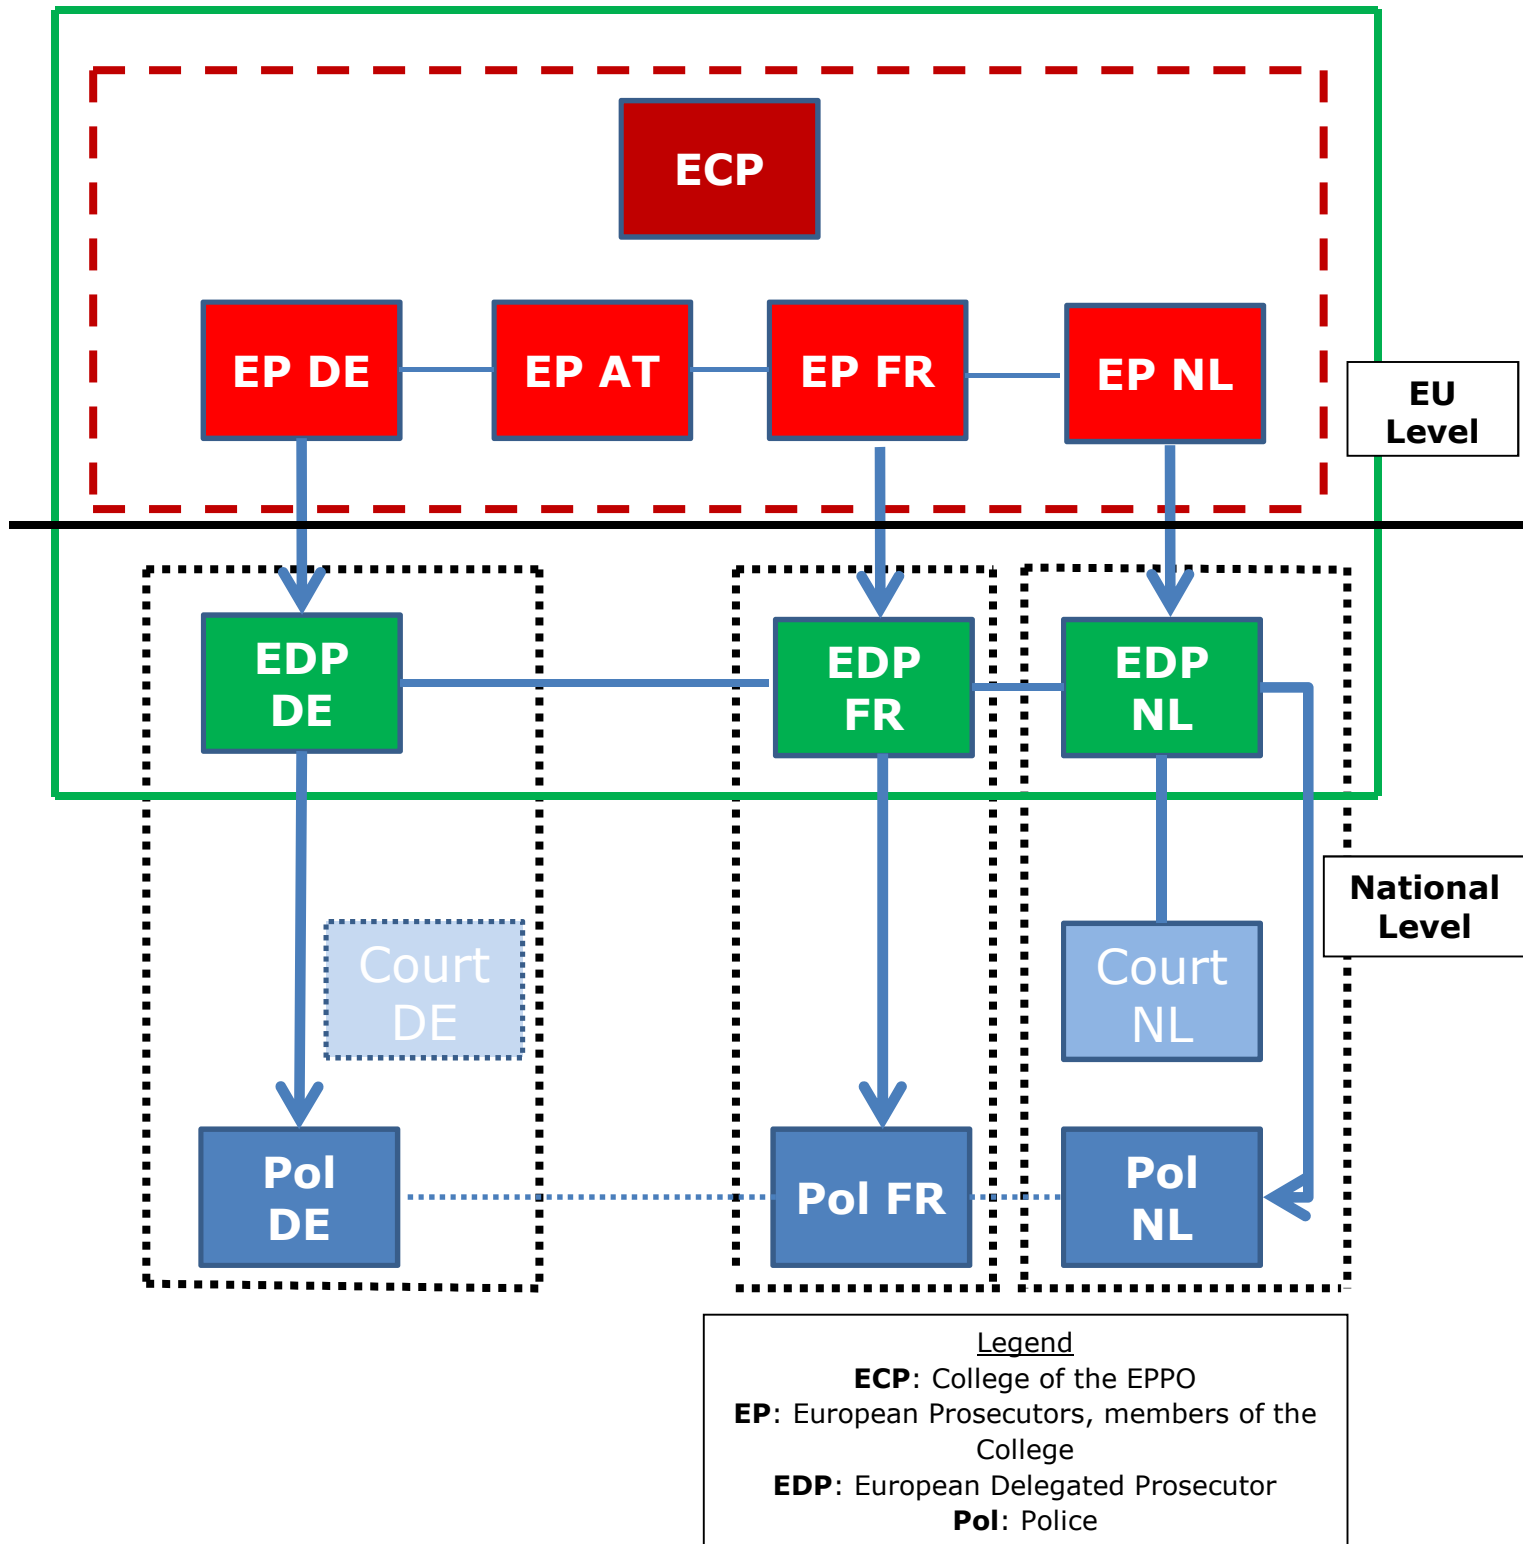 ECP
EP DE
EP AT
EP FR
EP NL
EU
Level
EDP
DE
EDP
FR
EDP
NL
National
Level
Court
DE
Court
NL
Pol
DE
Pol FR
Pol
NL
Legend
ECP: College of the EPPO
EP: European Prosecutors, members of the
College
EDP: European Delegated Prosecutor
Pol: Police